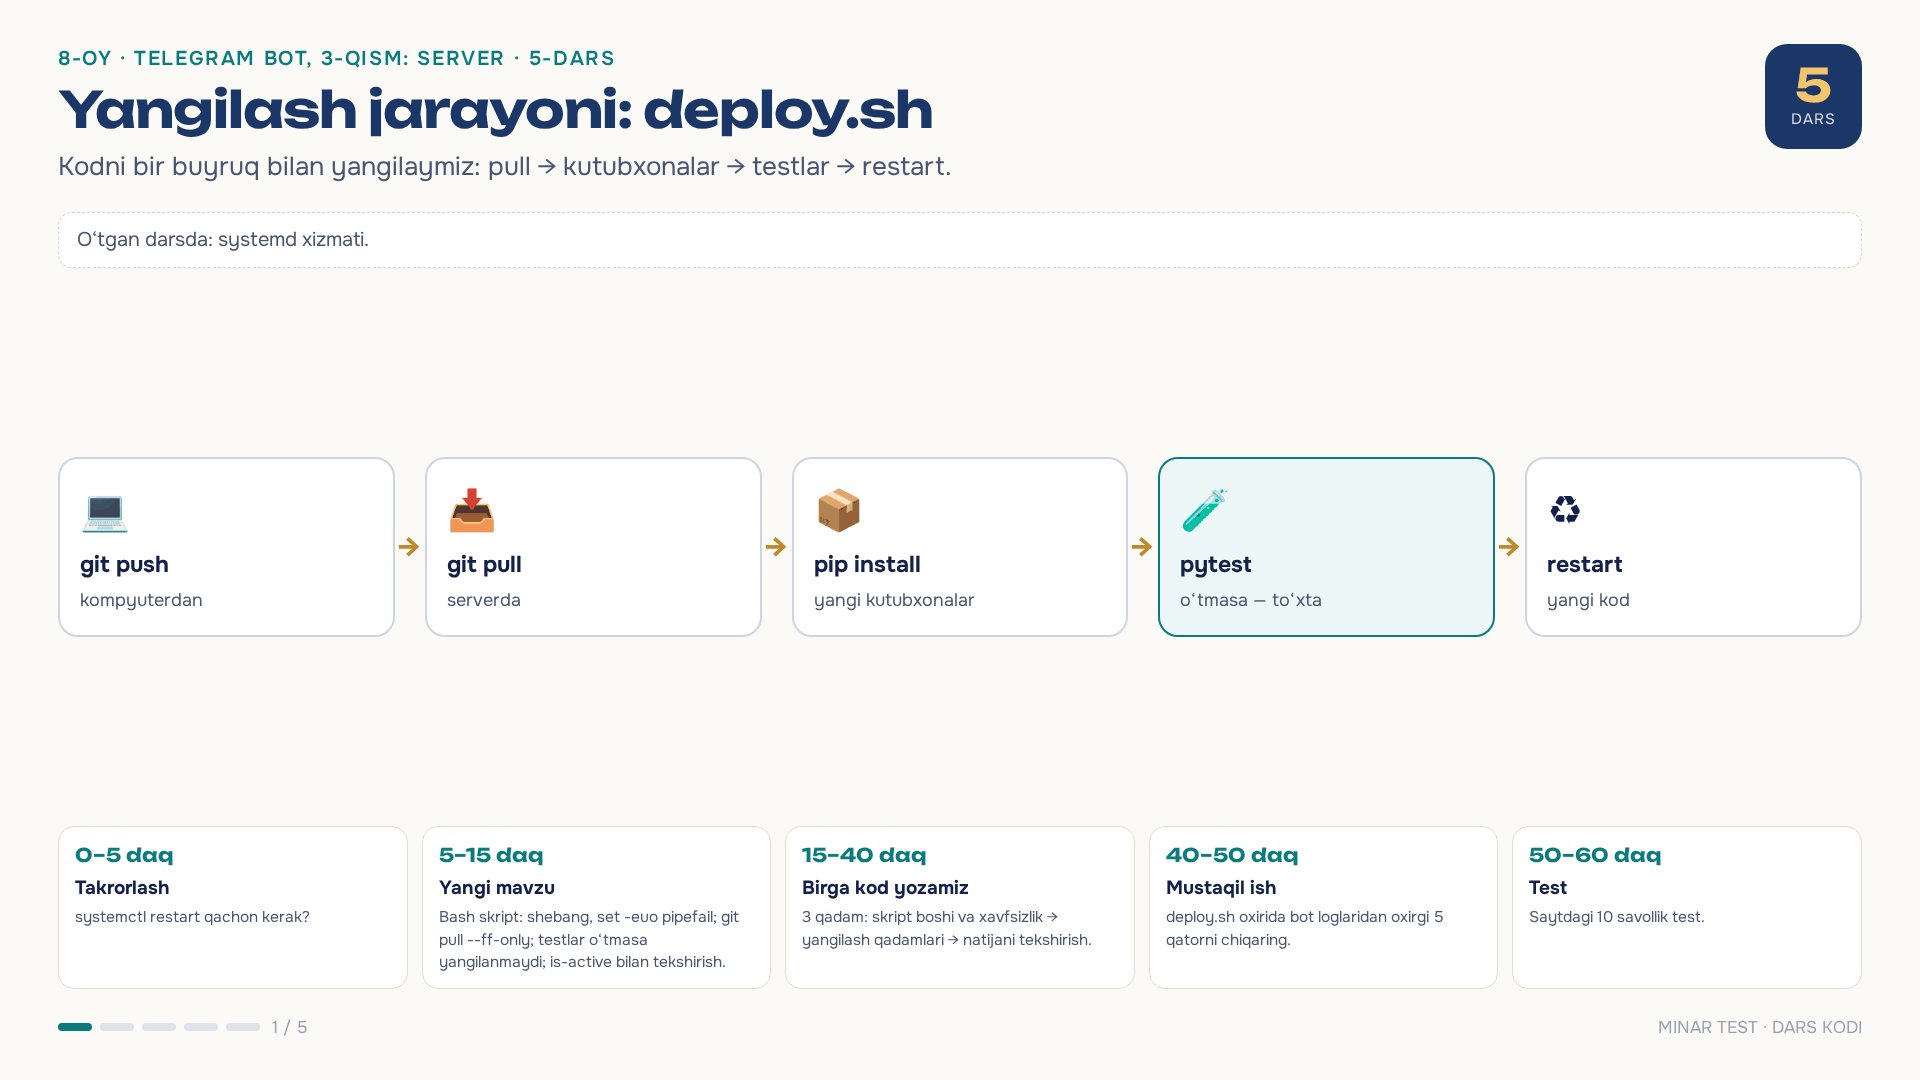 8-OY · TELEGRAM BOT, 3-QISM: SERVER · 5-DARS
Yangilash jarayoni: deploy.sh
Kodni bir buyruq bilan yangilaymiz: pull → kutubxonalar → testlar → restart.
5
DARS
O‘tgan darsda: systemd xizmati.
git push
kompyuterdan
→
git pull
serverda
→
pip install
yangi kutubxonalar
→
pytest
o‘tmasa — to‘xta
→
restart
yangi kod
0–5 daq
Takrorlash
systemctl restart qachon kerak?
5–15 daq
Yangi mavzu
Bash skript: shebang, set -euo pipefail; git
pull --ff-only; testlar o‘tmasa
yangilanmaydi; is-active bilan tekshirish.
15–40 daq
Birga kod yozamiz
3 qadam: skript boshi va xavfsizlik →
yangilash qadamlari → natijani tekshirish.
40–50 daq
Mustaqil ish
deploy.sh oxirida bot loglaridan oxirgi 5
qatorni chiqaring.
50–60 daq
Test
Saytdagi 10 savollik test.
1 / 5
MINAR TEST · DARS KODI